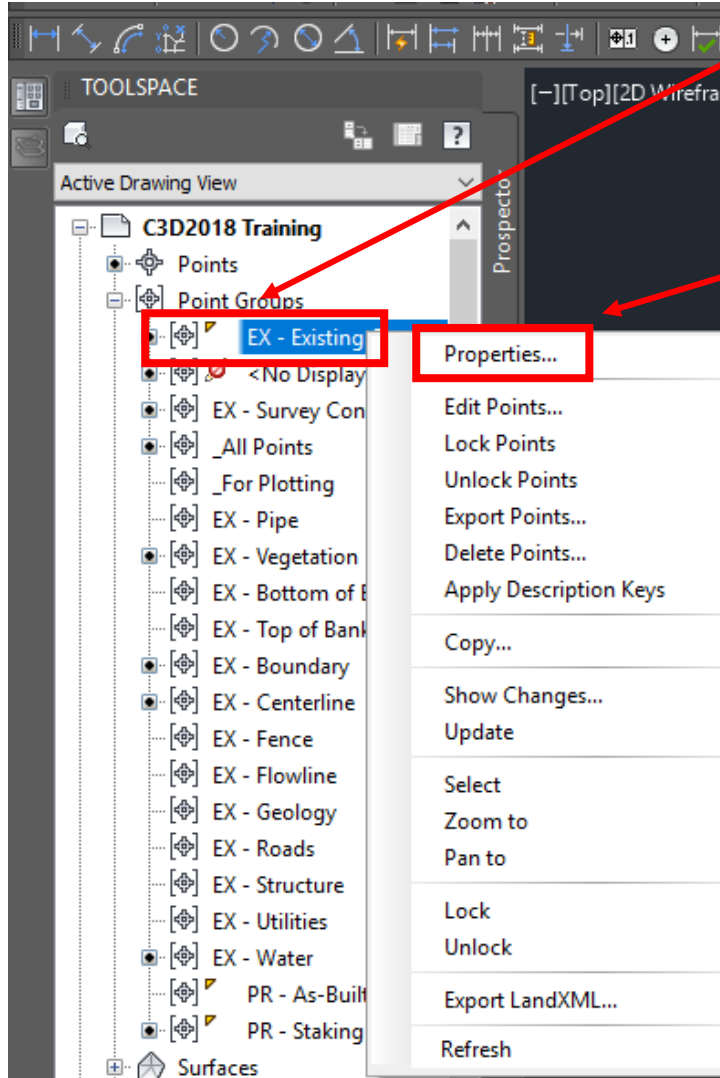 TOOLSPACE
[−][Top][2D Wirefra
?
Active Drawing View
Prospector
C3D2018 Training
Points
Point Groups
EX - Existing
<No Display
EX - Survey Con
_All Points
_For Plotting
EX - Pipe
EX - Vegetation
EX - Bottom of B
EX - Top of Bank
EX - Boundary
EX - Centerline
EX - Fence
EX - Flowline
EX - Geology
EX - Roads
EX - Structure
EX - Utilities
EX - Water
PR - As-Built
PR - Staking
Surfaces
Properties...
Edit Points...
Lock Points
Unlock Points
Export Points...
Delete Points...
Apply Description Keys
Copy...
Show Changes...
Update
Select
Zoom to
Pan to
Lock
Unlock
Export LandXML...
Refresh